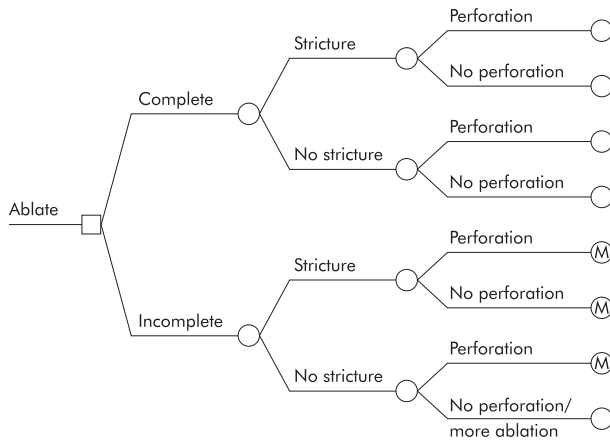 Perforation
Stricture
No perforation
Complete
Perforation
No stricture
No perforation
Ablate
Perforation
M
Stricture
No perforation
M
Incomplete
Perforation
M
No stricture
No perforation/
more ablation